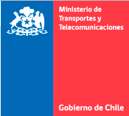 Ministerio de
Transportes y
Telecomunicaciones
Gobierno de Chile